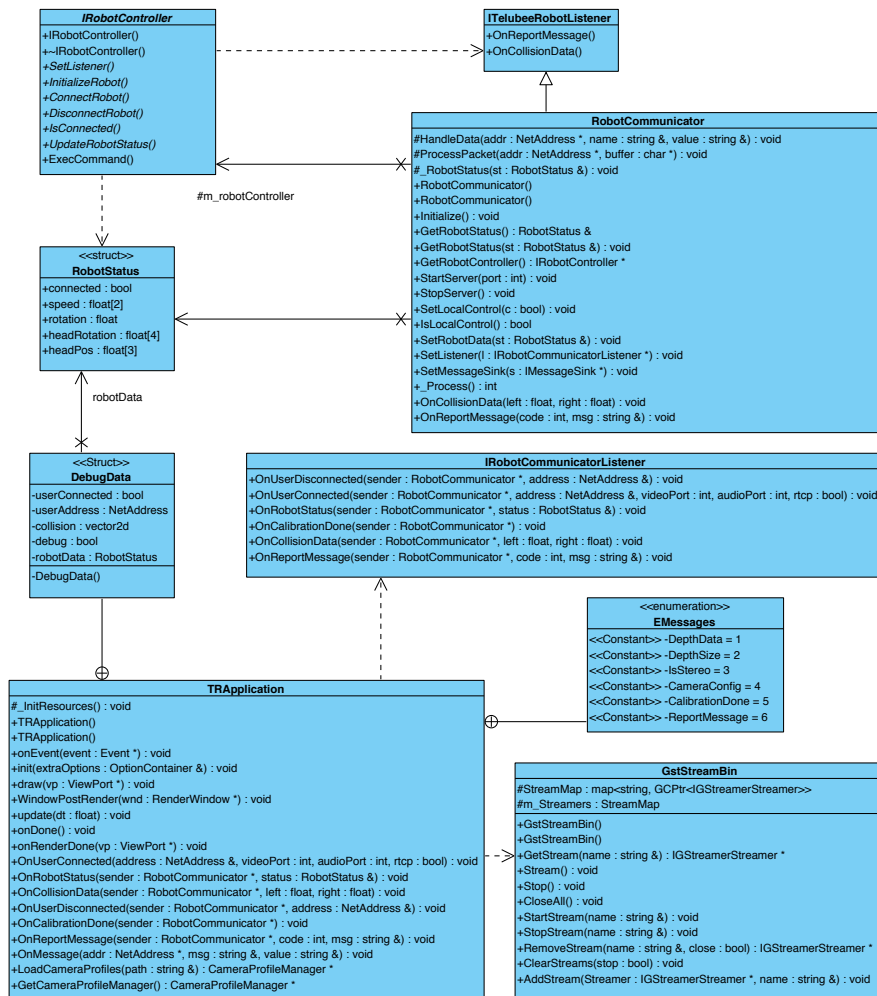 IRobotController
+IRobotController()
+~IRobotController()
+SetListener()
+InitializeRobot()
+ConnectRobot()
+DisconnectRobot()
+IsConnected()
+UpdateRobotStatus()
+ExecCommand()
ITelubeeRobotListener
+OnReportMessage()
+OnCollisionData()
RobotCommunicator
#HandleData(addr : NetAddress *, name : string &, value : string &) : void
#ProcessPacket(addr : NetAddress *, buffer : char *) : void
#_RobotStatus(st : RobotStatus &) : void
+RobotCommunicator()
+RobotCommunicator()
+Initialize() : void
+GetRobotStatus() : RobotStatus &
+GetRobotStatus(st : RobotStatus &) : void
+GetRobotController() : IRobotController *
+StartServer(port : int) : void
+StopServer() : void
+SetLocalControl(c : bool) : void
+IsLocalControl() : bool
+SetRobotData(st : RobotStatus &) : void
+SetListener(l : IRobotCommunicatorListener *) : void
+SetMessageSink(s : IMessageSink *) : void
+_Process() : int
+OnCollisionData(left : float, right : float) : void
+OnReportMessage(code : int, msg : string &) : void
#m_robotController
<<struct>>
RobotStatus
+connected : bool
+speed : float[2]
+rotation : float
+headRotation : float[4]
+headPos : float[3]
robotData
<<Struct>>
DebugData
-userConnected : bool
-userAddress : NetAddress
-collision : vector2d
-debug : bool
-robotData : RobotStatus
-DebugData()
IRobotCommunicatorListener
+OnUserDisconnected(sender : RobotCommunicator *, address : NetAddress &) : void
+OnUserConnected(sender : RobotCommunicator *, address : NetAddress &, videoPort : int, audioPort : int, rtcp : bool) : void
+OnRobotStatus(sender : RobotCommunicator *, status : RobotStatus &) : void
+OnCalibrationDone(sender : RobotCommunicator *) : void
+OnCollisionData(sender : RobotCommunicator *, left : float, right : float) : void
+OnReportMessage(sender : RobotCommunicator *, code : int, msg : string &) : void
<<enumeration>>
EMessages
<<Constant>> -DepthData = 1
<<Constant>> -DepthSize = 2
<<Constant>> -IsStereo = 3
<<Constant>> -CameraConfig = 4
<<Constant>> -CalibrationDone = 5
<<Constant>> -ReportMessage = 6
TRApplication
#_InitResources() : void
+TRApplication()
+TRApplication()
+onEvent(event : Event *) : void
+init(extraOptions : OptionContainer &) : void
+draw(vp : ViewPort *) : void
+WindowPostRender(wnd : RenderWindow *) : void
+update(dt : float) : void
+onDone() : void
+onRenderDone(vp : ViewPort *) : void
+OnUserConnected(address : NetAddress &, videoPort : int, audioPort : int, rtcp : bool) : void
+OnRobotStatus(sender : RobotCommunicator *, status : RobotStatus &) : void
+OnCollisionData(sender : RobotCommunicator *, left : float, right : float) : void
+OnUserDisconnected(sender : RobotCommunicator *, address : NetAddress &) : void
+OnCalibrationDone(sender : RobotCommunicator *) : void
+OnReportMessage(sender : RobotCommunicator *, code : int, msg : string &) : void
+OnMessage(addr : NetAddress *, msg : string &, value : string &) : void
+LoadCameraProfiles(path : string &) : CameraProfileManager *
+GetCameraProfileManager() : CameraProfileManager *
GstStreamBin
#StreamMap : map<string, GCPtr<IGStreamerStreamer>>
#m_Streamers : StreamMap
+GstStreamBin()
+GstStreamBin()
+GetStream(name : string &) : IGStreamerStreamer *
+Stream() : void
+Stop() : void
+CloseAll() : void
+StartStream(name : string &) : void
+StopStream(name : string &) : void
+RemoveStream(name : string &, close : bool) : IGStreamerStreamer *
+ClearStreams(stop : bool) : void
+AddStream(Streamer : IGStreamerStreamer *, name : string &) : void